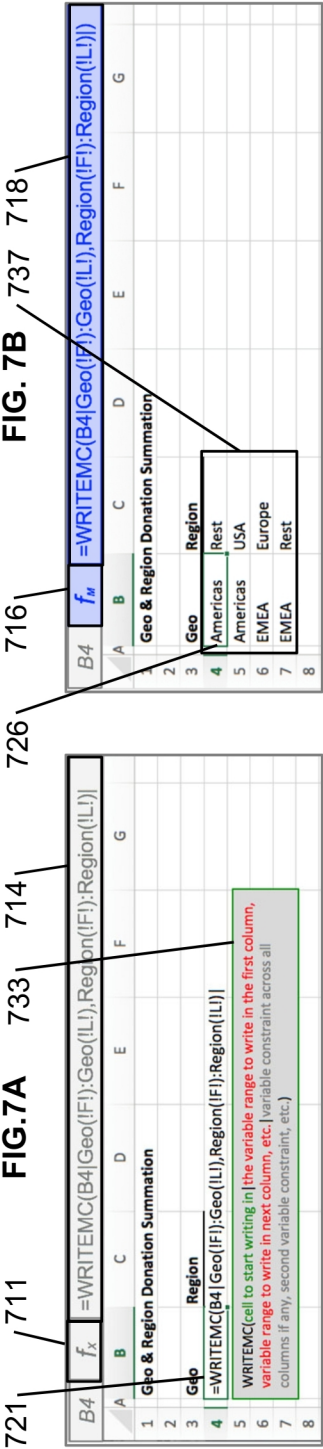 FIG.7A
721
711
733
714
B4 fx =WRITEMC(B4|Geo(!F!):Geo(!L!),Region(!F!):Region(!L!)|
A B C D E F G
1 Geo & Region Donation Summation
2
3 Geo Region
4 =WRITEMC(B4|Geo(!F!):Geo(!L!),Region(!F!):Region(!L!)|
5 WRITEMC(cell to start writing in|the variable range to write in the first column,
6 variable range to write in next column, etc.|variable constraint across all
7 columns if any, second variable constraint, etc.)
8
FIG. 7B
726
716
737
718
B4 fM =WRITEMC(B4|Geo(!F!):Geo(!L!),Region(!F!):Region(!L!)|)
A B C D E F G
1 Geo & Region Donation Summation
2
3 Geo Region
4 Americas Rest
5 Americas USA
6 EMEA Europe
7 EMEA Rest
8